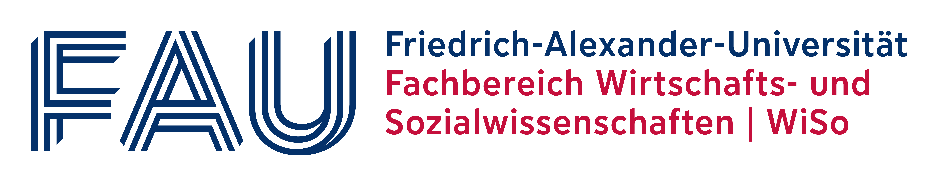 FAU
Friedrich-Alexander-Universität
Fachbereich Wirtschafts- und
Sozialwissenschaften | WiSo